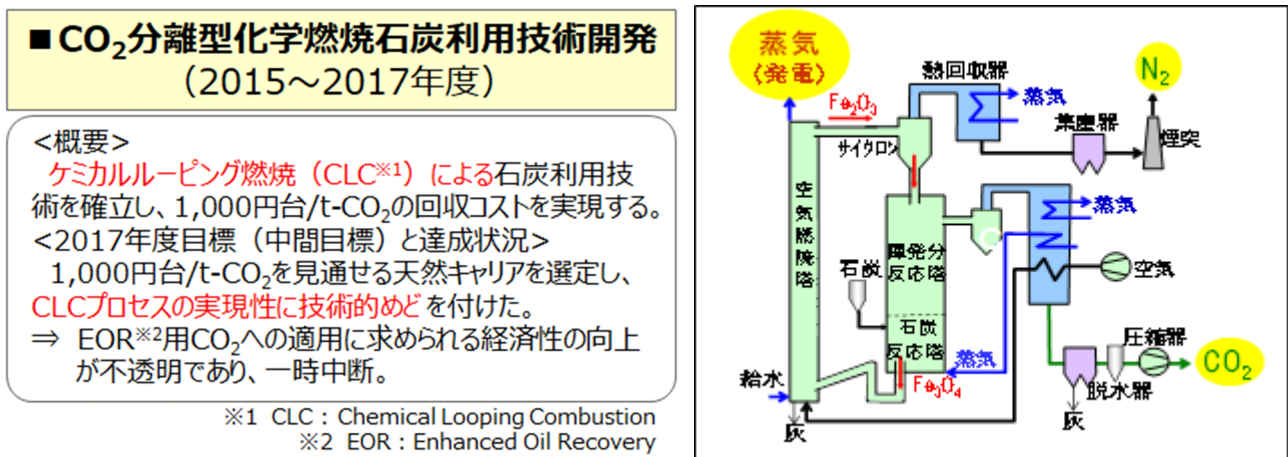 ■CO₂分離型化学燃焼石炭利用技術開発
（2015～2017年度）
<概要>
ケミカルルーピング燃焼（CLC※1）による石炭利用技
術を確立し、1,000円台/t-CO₂の回収コストを実現する。
<2017年度目標（中間目標）と達成状況>
1,000円台/t-CO₂を見通せる天然キャリアを選定し、
CLCプロセスの実現性に技術的めどを付けた。
⇒ EOR※2用CO₂への適用に求められる経済性の向上
が不透明であり、一時中断。
※1 CLC：Chemical Looping Combustion
※2 EOR：Enhanced Oil Recovery
蒸気
(発電)
Fe₂O₃
熱回収器
蒸気
N₂
集塵器
煙突
サイクロン
空気燃焼塔
揮発分
反応塔
蒸気
石炭
空気
石炭
反応塔
蒸気
圧縮器
CO₂
給水
Fe₃O₄
脱水器
灰
灰